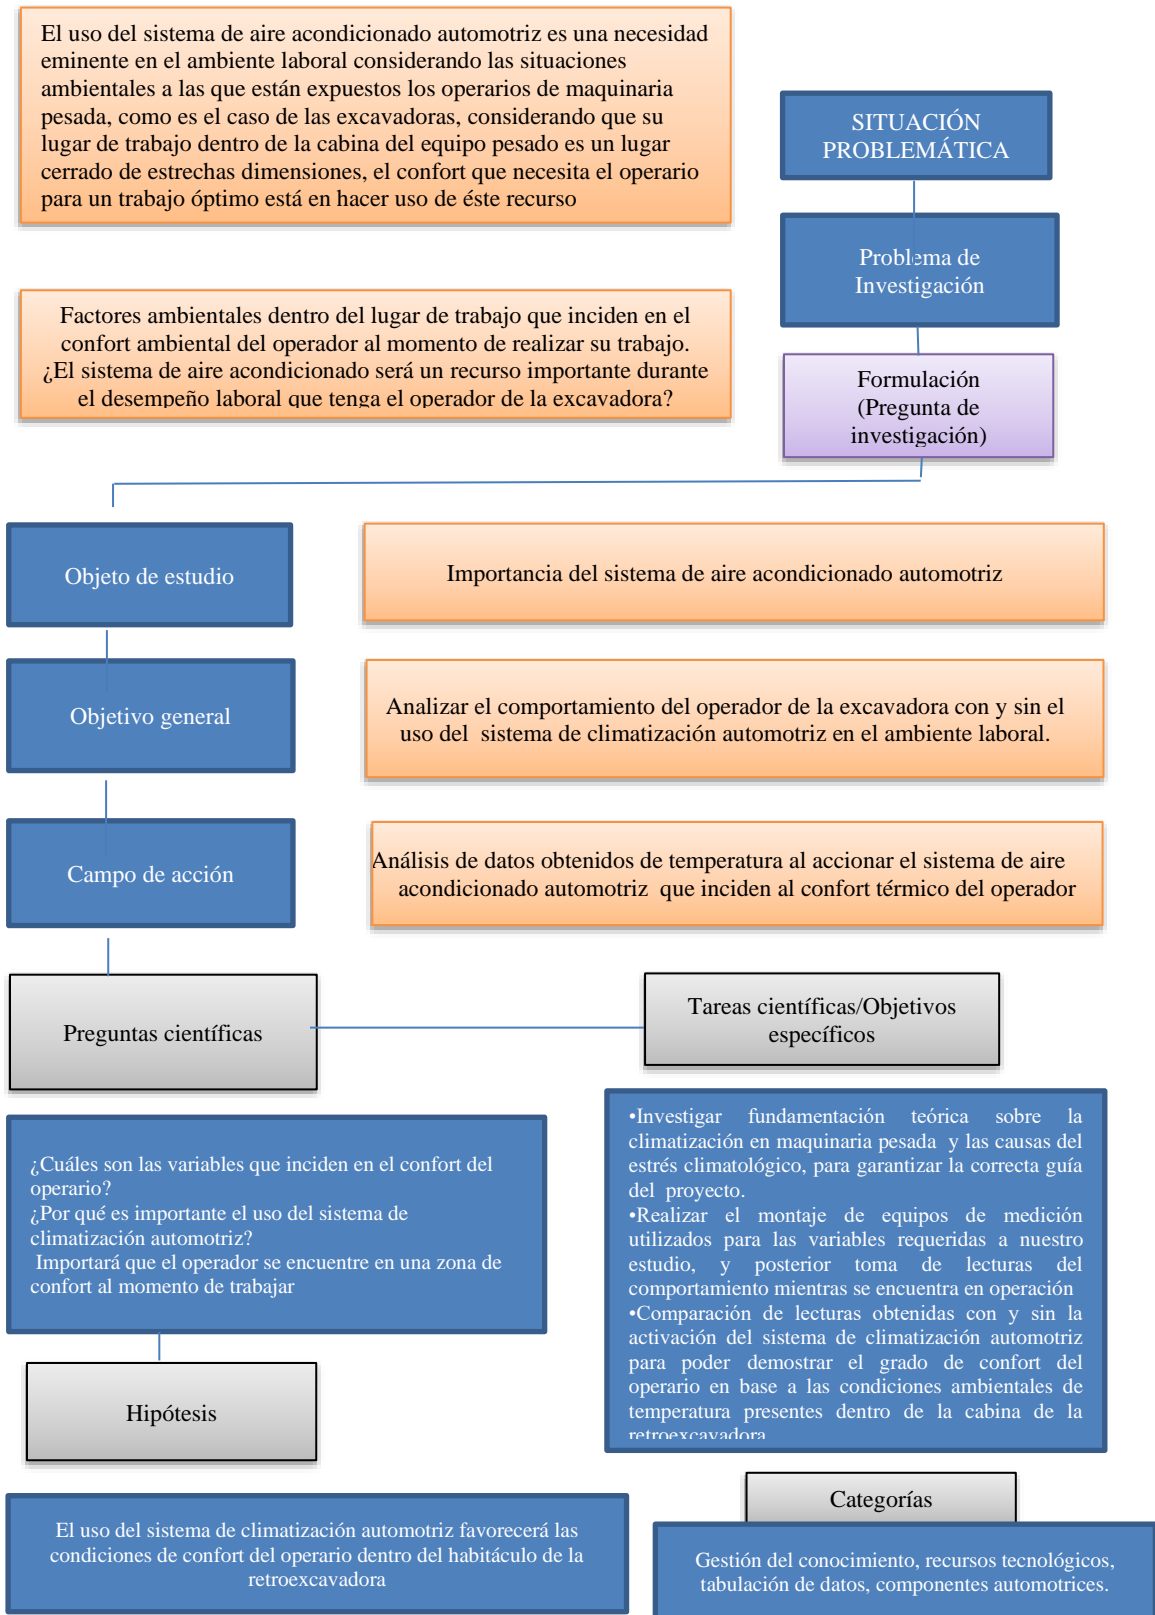 El uso del sistema de aire acondicionado automotriz es una necesidad
eminente en el ambiente laboral considerando las situaciones
ambientales a las que están expuestos los operarios de maquinaria
pesada, como es el caso de las excavadoras, considerando que su
lugar de trabajo dentro de la cabina del equipo pesado es un lugar
cerrado de estrechas dimensiones, el confort que necesita el operario
para un trabajo óptimo está en hacer uso de éste recurso
SITUACIÓN
PROBLEMÁTICA
Problema de
Investigación
Factores ambientales dentro del lugar de trabajo que inciden en el
confort ambiental del operador al momento de realizar su trabajo.
¿El sistema de aire acondicionado será un recurso importante durante
el desempeño laboral que tenga el operador de la excavadora?
Formulación
(Pregunta de
investigación)
Objeto de estudio
Importancia del sistema de aire acondicionado automotriz
Objetivo general
Analizar el comportamiento del operador de la excavadora con y sin el
uso del sistema de climatización automotriz en el ambiente laboral.
Campo de acción
Análisis de datos obtenidos de temperatura al accionar el sistema de aire
acondicionado automotriz que inciden al confort térmico del operador
Preguntas científicas
Tareas científicas/Objetivos
específicos
¿Cuáles son las variables que inciden en el confort del
operario?
¿Por qué es importante el uso del sistema de
climatización automotriz?
Importará que el operador se encuentre en una zona de
confort al momento de trabajar
•Investigar fundamentación teórica sobre la
climatización en maquinaria pesada y las causas del
estrés climatológico, para garantizar la correcta guía
del proyecto.
•Realizar el montaje de equipos de medición
utilizados para las variables requeridas a nuestro
estudio, y posterior toma de lecturas del
comportamiento mientras se encuentra en operación
•Comparación de lecturas obtenidas con y sin la
activación del sistema de climatización automotriz
para poder demostrar el grado de confort del
operario en base a las condiciones ambientales de
temperatura presentes dentro de la cabina de la
retroexcavadora
Hipótesis
El uso del sistema de climatización automotriz favorecerá las
condiciones de confort del operario dentro del habitáculo de la
retroexcavadora
Categorías
Gestión del conocimiento, recursos tecnológicos,
tabulación de datos, componentes automotrices.